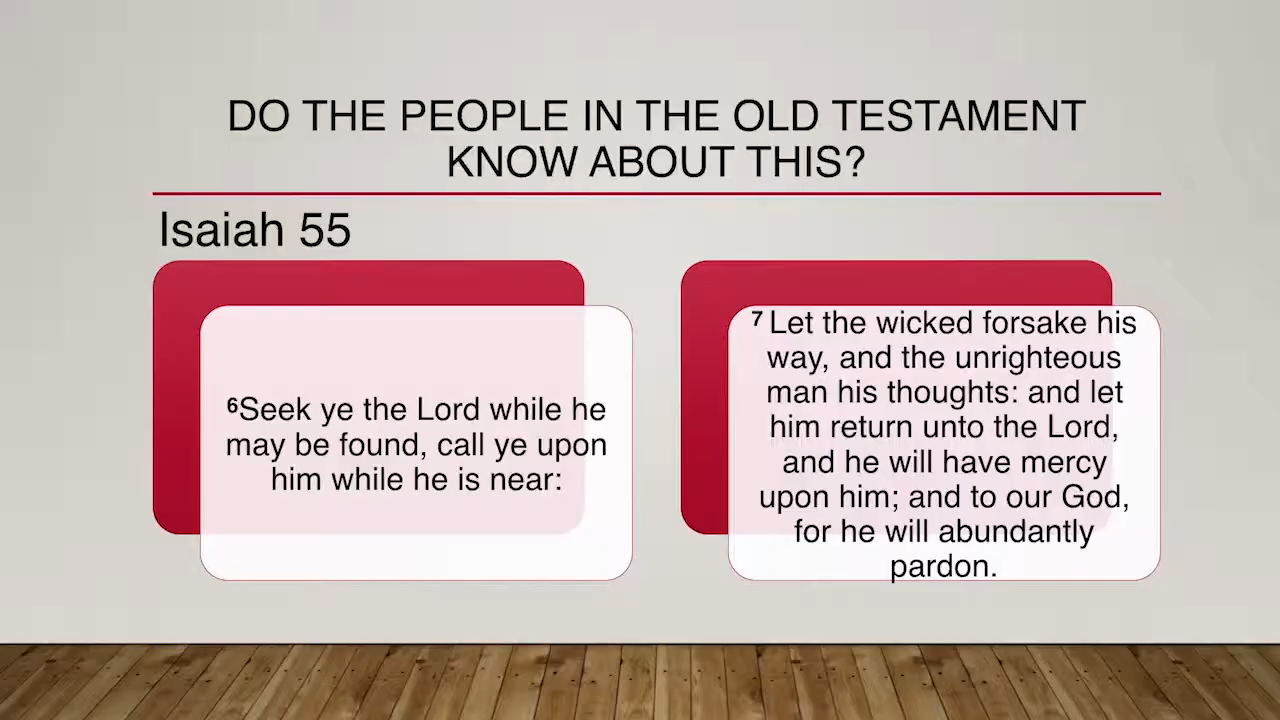 DO THE PEOPLE IN THE OLD TESTAMENT
KNOW ABOUT THIS?
Isaiah 55
⁶Seek ye the Lord while he
may be found, call ye upon
him while he is near:
⁷ Let the wicked forsake his
way, and the unrighteous
man his thoughts: and let
him return unto the Lord,
and he will have mercy
upon him; and to our God,
for he will abundantly
pardon.